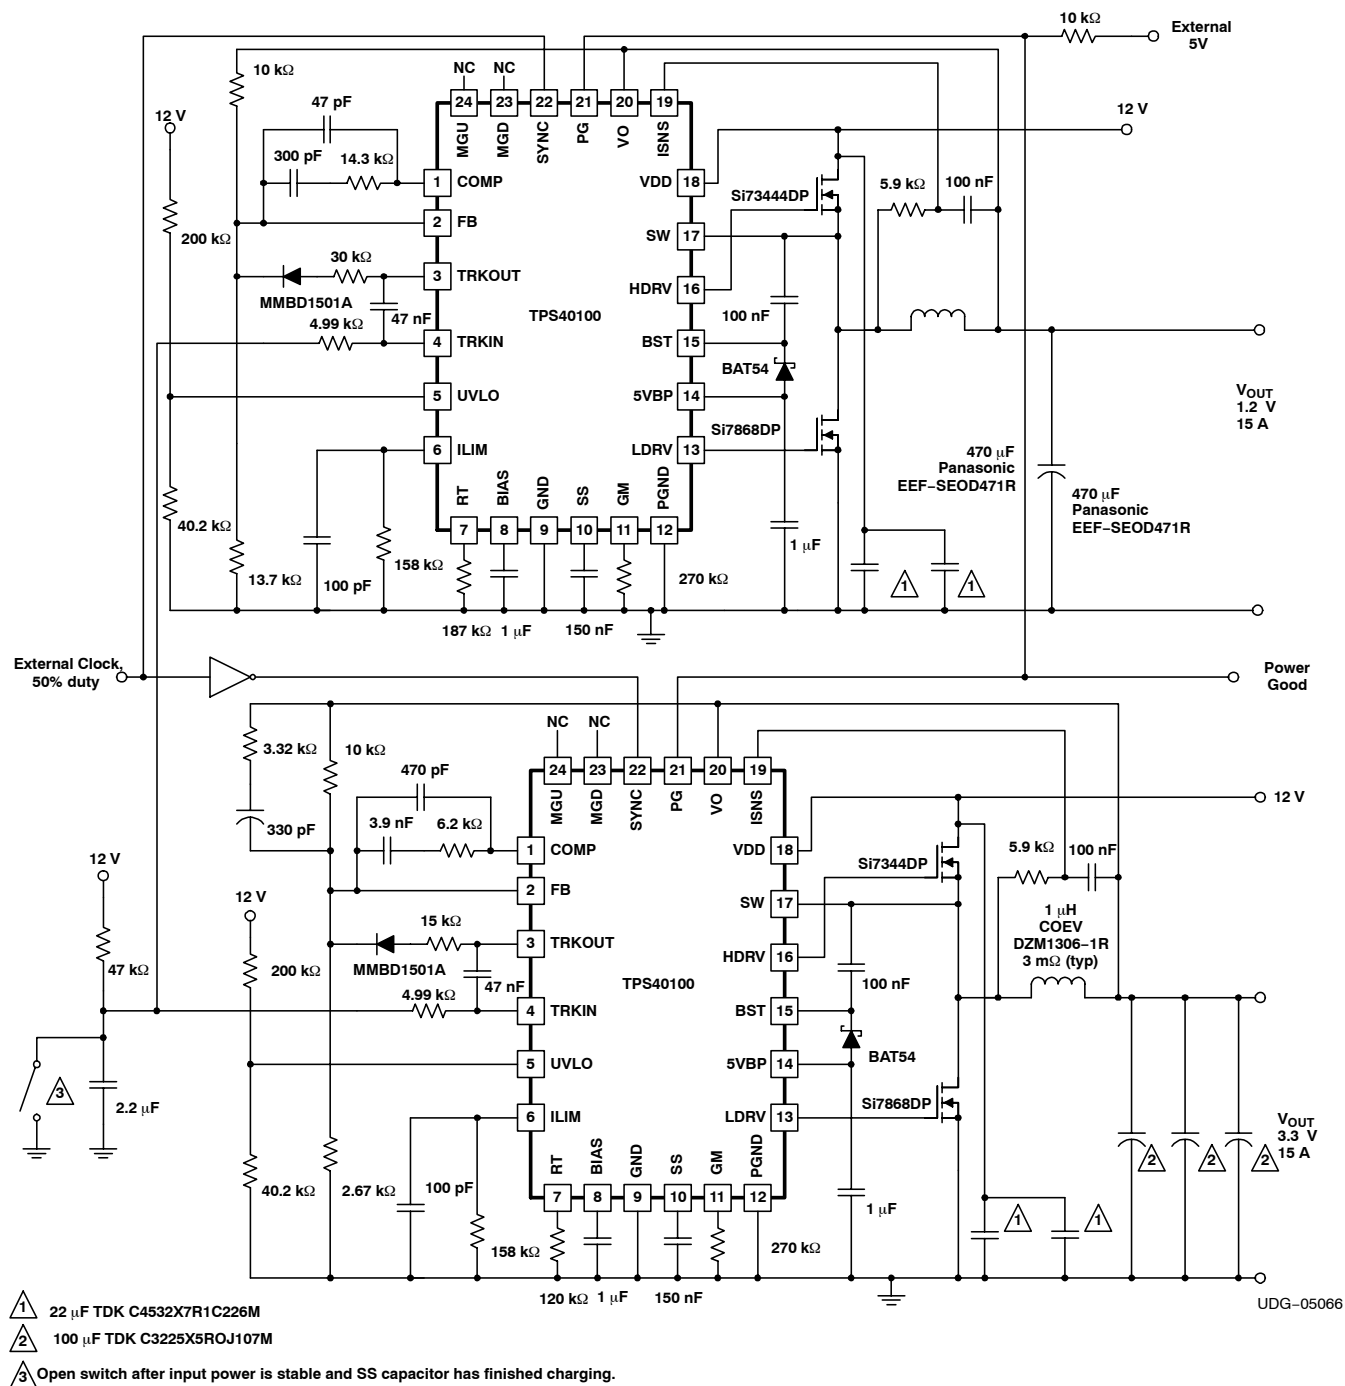 10 kΩ
External
5V
10 kΩ
NC
NC
47 pF
12 V
24
23
22
21
20
19
MGU
MGD
SYNC
PG
VO
ISNS
12 V
300 pF
14.3 kΩ
1
COMP
VDD
18
Si73444DP
5.9 kΩ
100 nF
2
FB
200 kΩ
SW
17
30 kΩ
3
TRKOUT
MMBD1501A
HDRV
16
47 nF
TPS40100
100 nF
4.99 kΩ
4
TRKIN
BST
15
BAT54
5
UVLO
5VBP
14
VOUT
1.2 V
15 A
Si7868DP
6
ILIM
LDRV
13
470 μF
Panasonic
EEF–SEOD471R
470 μF
Panasonic
EEF–SEOD471R
RT
BIAS
GND
SS
GM
PGND
7
8
9
10
11
12
40.2 kΩ
1 μF
158 kΩ
13.7 kΩ
100 pF
270 kΩ
1
1
187 kΩ
1 μF
150 nF
External Clock,
50% duty
Power
Good
NC
NC
3.32 kΩ
10 kΩ
470 pF
24
23
22
21
20
19
MGU
MGD
SYNC
PG
VO
ISNS
12 V
330 pF
3.9 nF
6.2 kΩ
1
COMP
VDD
18
Si7344DP
5.9 kΩ
100 nF
12 V
2
FB
12 V
SW
17
1 μH
COEV
DZM1306–1R
3 mΩ (typ)
15 kΩ
3
TRKOUT
HDRV
16
47 kΩ
200 kΩ
MMBD1501A
47 nF
TPS40100
100 nF
4.99 kΩ
4
TRKIN
BST
15
BAT54
5
UVLO
5VBP
14
3
2.2 μF
Si7868DP
6
ILIM
LDRV
13
VOUT
3.3 V
15 A
2
2
2
RT
BIAS
GND
SS
GM
PGND
40.2 kΩ
2.67 kΩ
100 pF
7
8
9
10
11
12
1 μF
1
1
158 kΩ
270 kΩ
120 kΩ
1 μF
150 nF
UDG–05066
1 22 μF TDK C4532X7R1C226M
2 100 μF TDK C3225X5ROJ107M
3 Open switch after input power is stable and SS capacitor has finished charging.